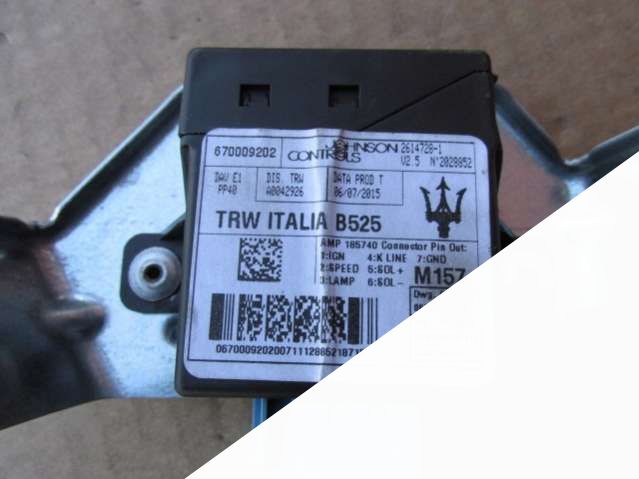 670009202 JOHNSON CONTROLS 2614728-1
V2.5 N°2028852
DAV E1 DIS. TRW DATA PROD T
PP40 A0042926 06/07/2015
TRW ITALIA B525
AMP 185740 Connector Pin Out:
1:IGN 4:K LINE 7:GND
2:SPEED 5:SOL+
3:LAMP 6:SOL-
M157
Dwg